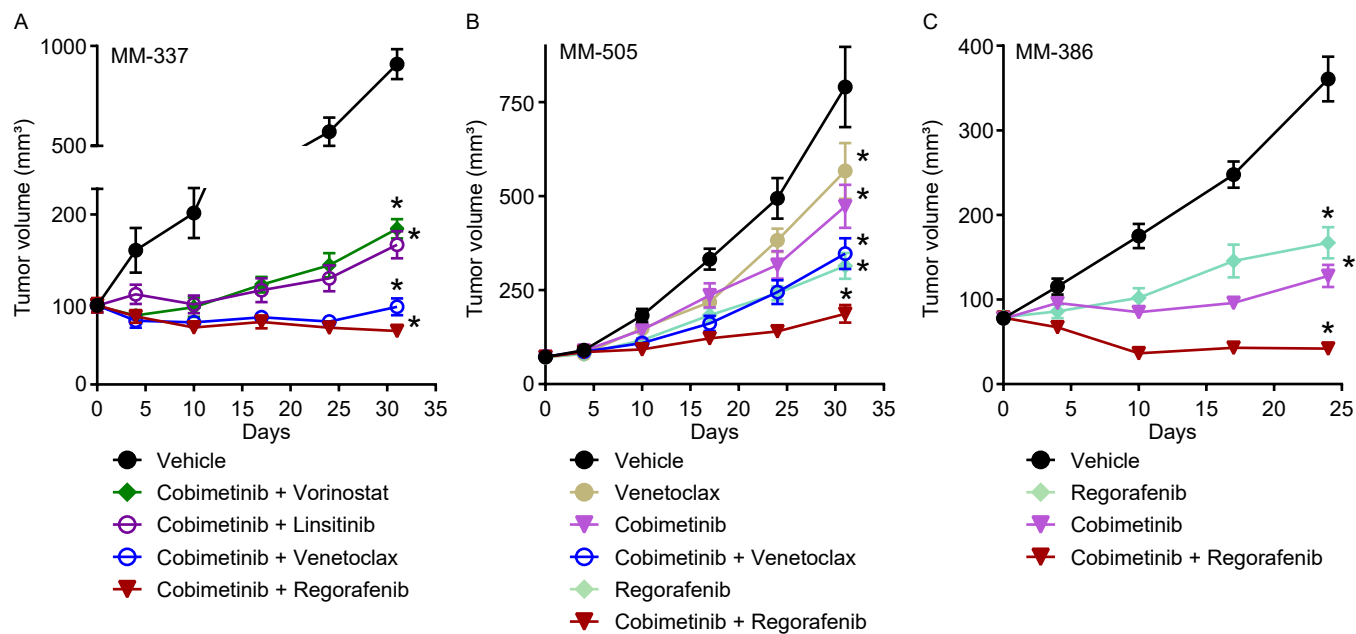 A
MM-337
Tumor volume (mm³)
1000
500
200
100
0
0 5 10 15 20 25 30 35
Days
*
*
*
*
Vehicle
Cobimetinib + Vorinostat
Cobimetinib + Linsitinib
Cobimetinib + Venetoclax
Cobimetinib + Regorafenib
B
MM-505
Tumor volume (mm³)
750
500
250
0
0 5 10 15 20 25 30 35
Days
*
*
*
*
*
Vehicle
Venetoclax
Cobimetinib
Cobimetinib + Venetoclax
Regorafenib
Cobimetinib + Regorafenib
C
MM-386
Tumor volume (mm³)
400
300
200
100
0
0 5 10 15 20 25
Days
*
*
*
Vehicle
Regorafenib
Cobimetinib
Cobimetinib + Regorafenib